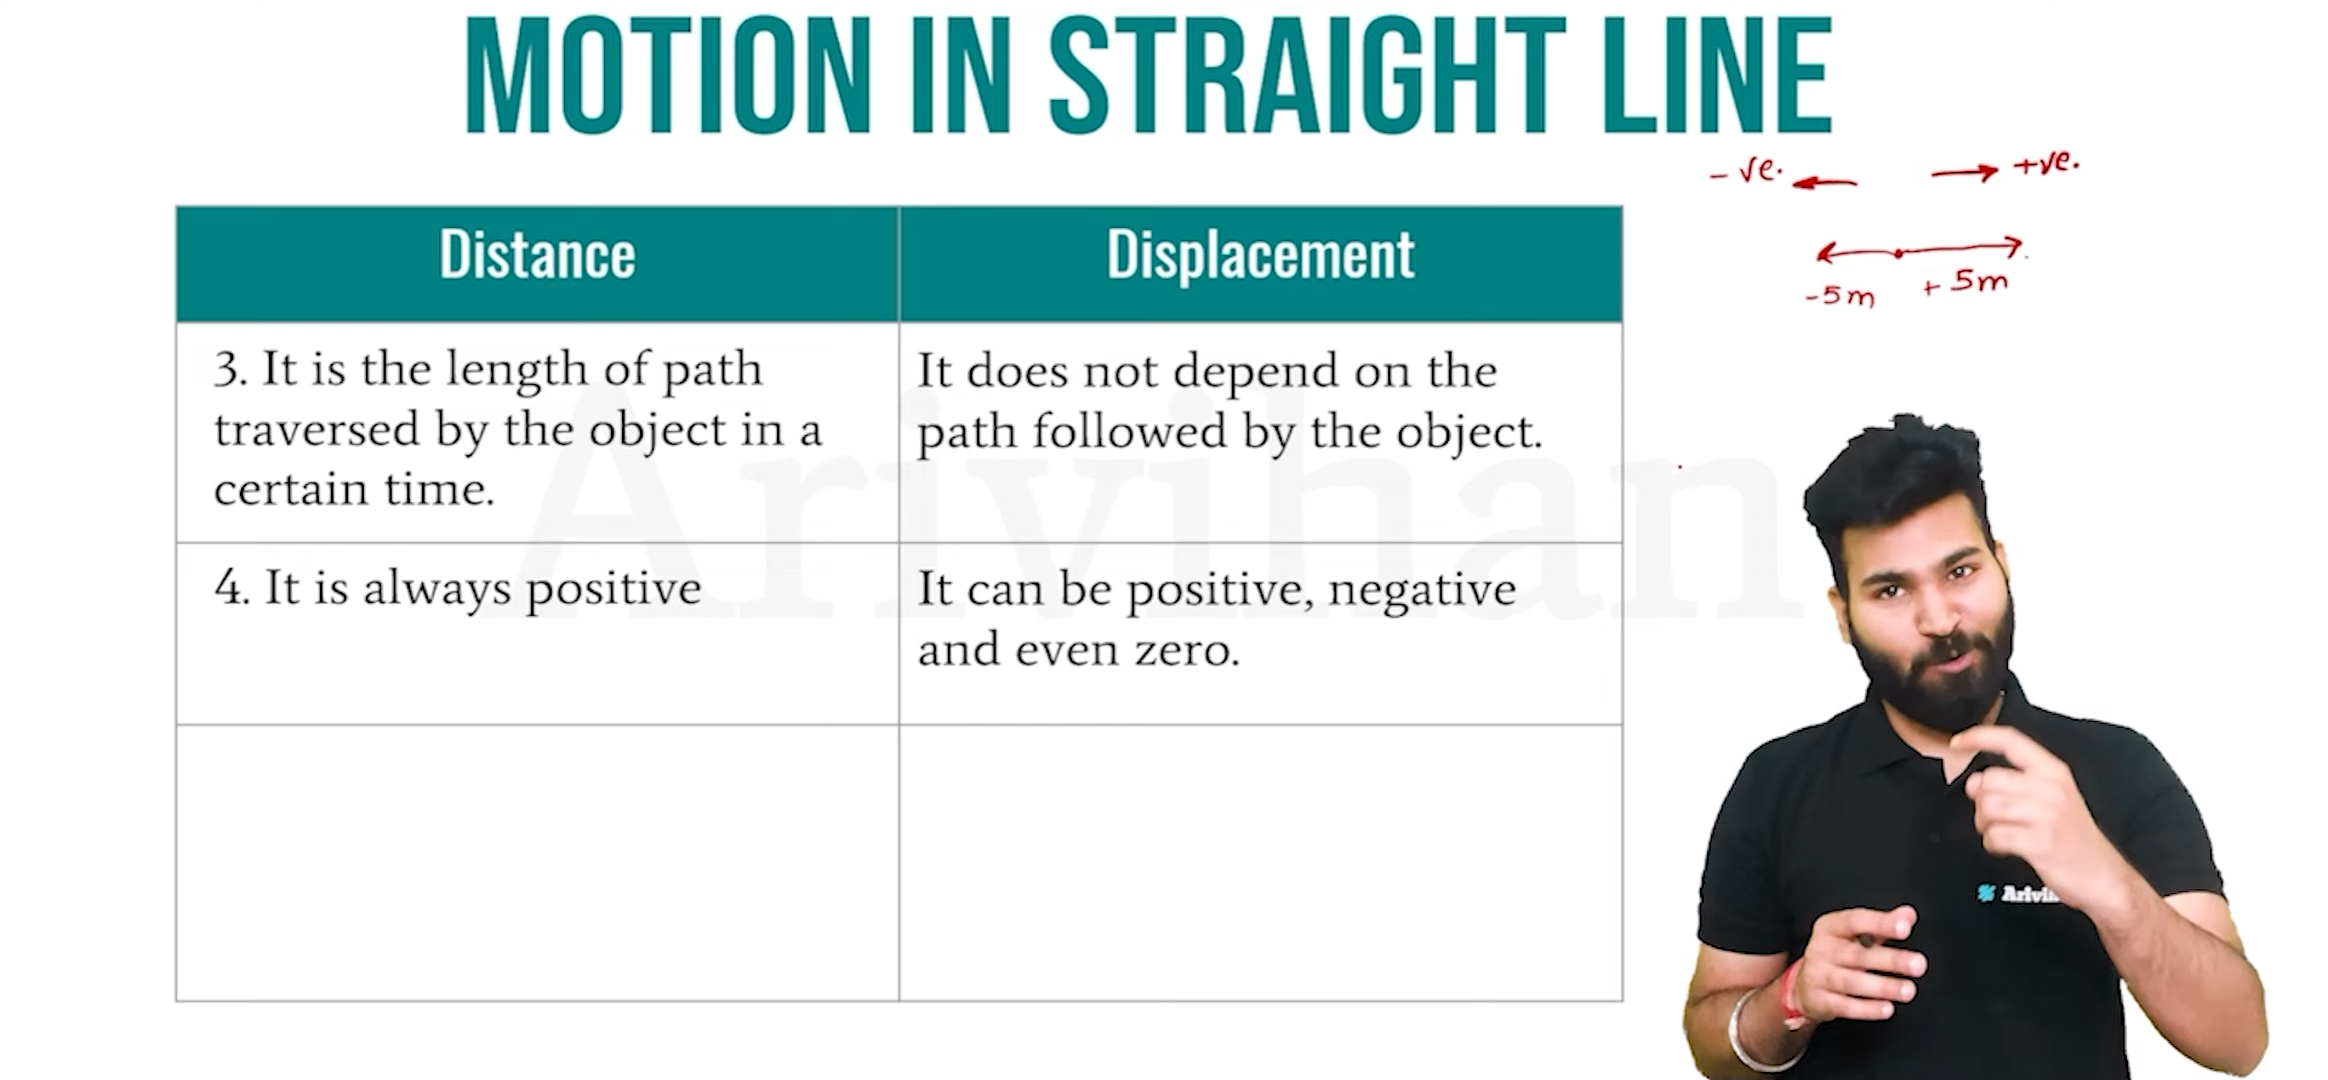 MOTION IN STRAIGHT LINE
- ve.
+ve.
-5m
+ 5m
Distance
Displacement
3. It is the length of path
traversed by the object in a
certain time.
It does not depend on the
path followed by the object.
4. It is always positive
It can be positive, negative
and even zero.
Arivihan